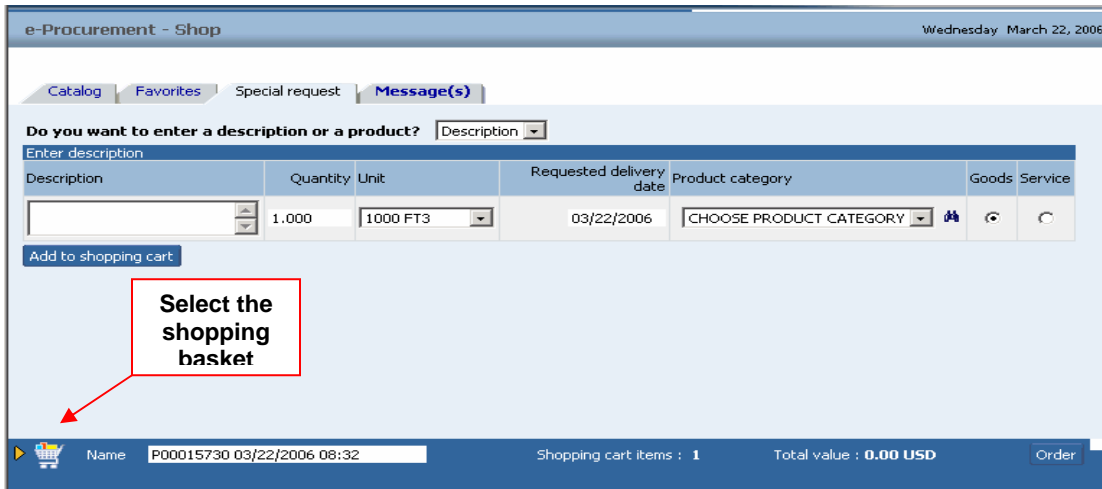 e-Procurement - Shop Wednesday March 22, 2006
Catalog Favorites Special request Message(s)
Do you want to enter a description or a product? Description
Enter description
Description Quantity Unit Requested delivery date Product category Goods Service
1.000 1000 FT3 03/22/2006 CHOOSE PRODUCT CATEGORY
Add to shopping cart
Select the
shopping
basket
Name P00015730 03/22/2006 08:32 Shopping cart items : 1 Total value : 0.00 USD Order